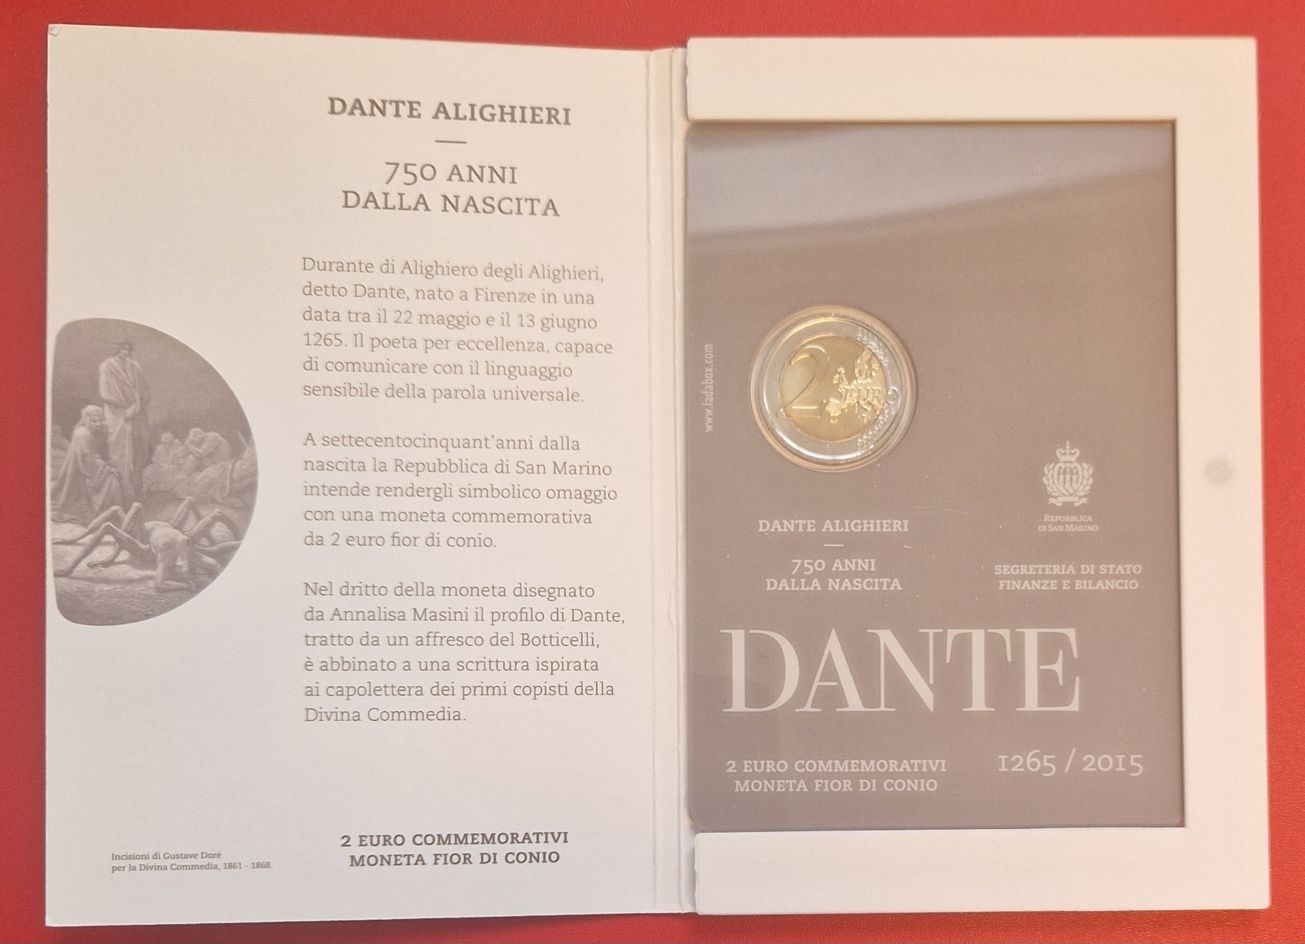 DANTE ALIGHIERI
750 ANNI
DALLA NASCITA
Durante di Alighiero degli Alighieri,
detto Dante, nato a Firenze in una
data tra il 22 maggio e il 13 giugno
1265. Il poeta per eccellenza, capace
di comunicare con il linguaggio
sensibile della parola universale.
A settecentocinquant'anni dalla
nascita la Repubblica di San Marino
intende rendergli simbolico omaggio
con una moneta commemorativa
da 2 euro fior di conio.
Nel dritto della moneta disegnato
da Annalisa Masini il profilo di Dante,
tratto da un affresco del Botticelli,
è abbinato a una scrittura ispirata
ai capolettera dei primi copisti della
Divina Commedia.
2 EURO COMMEMORATIVI
MONETA FIOR DI CONIO
Incisioni di Gustave Doré
per la Divina Commedia, 1861 - 1868.
www.ladabox.com
2 EURO
REPUBBLICA
DI SAN MARINO
DANTE ALIGHIERI
750 ANNI
DALLA NASCITA
SEGRETERIA DI STATO
FINANZE E BILANCIO
DANTE
2 EURO COMMEMORATIVI
MONETA FIOR DI CONIO
1265 / 2015